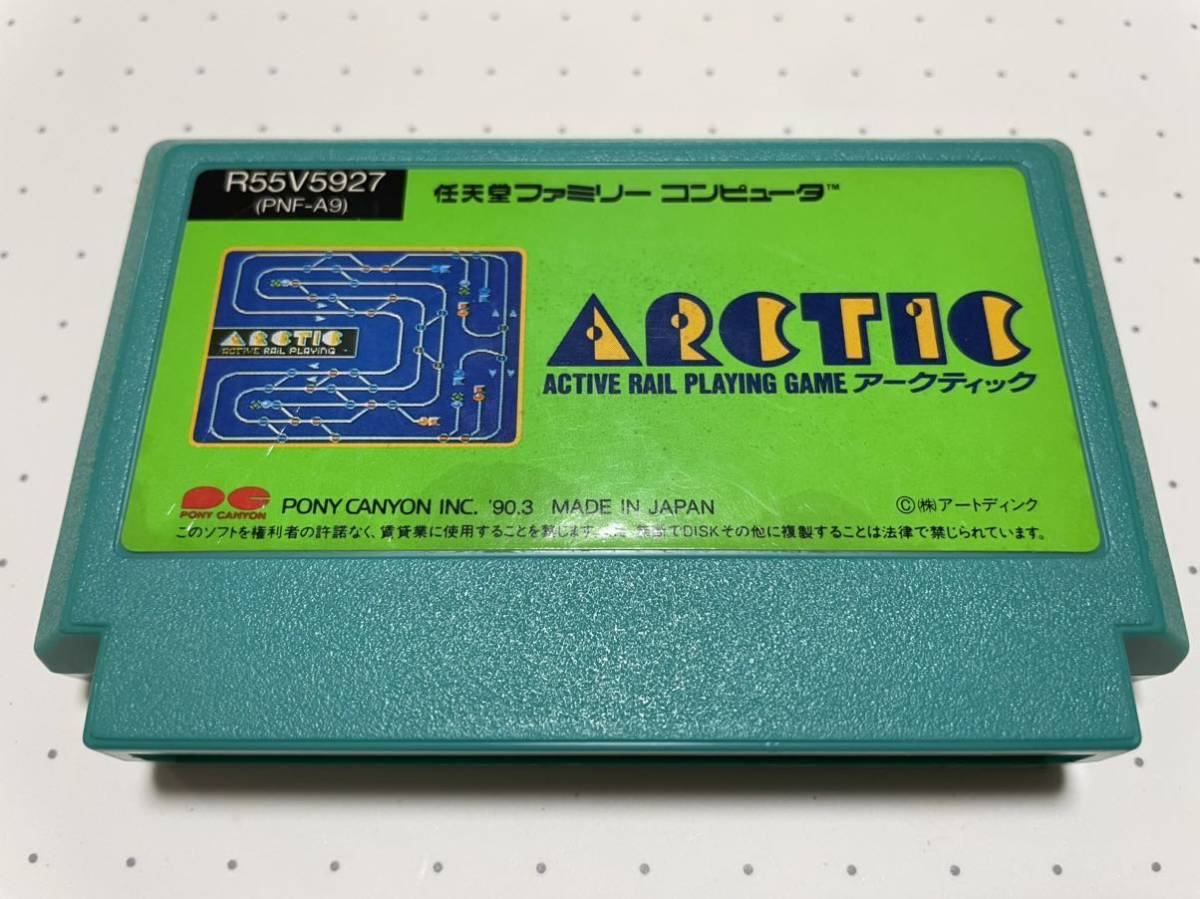 R55V5927
(PNF-A9)
任天堂ファミリー コンピュータ™
ARCTIC
ACTIVE RAIL PLAYING
ARCTIC
ACTIVE RAIL PLAYING GAME アークティック
PONY CANYON
PONY CANYON INC. '90.3 MADE IN JAPAN
©(株)アートディンク
このソフトを権利者の許諾なく、賃貸業に使用することを禁じます DISKその他に複製することは法律で禁じられています。